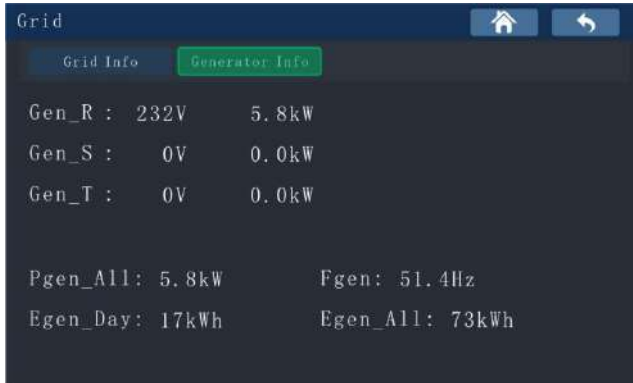 Grid
Grid Info Generator Info
Gen_R : 232V 5.8kW
Gen_S : 0V 0.0kW
Gen_T : 0V 0.0kW
Pgen_All: 5.8kW Fgen: 51.4Hz
Egen_Day: 17kWh Egen_All: 73kWh